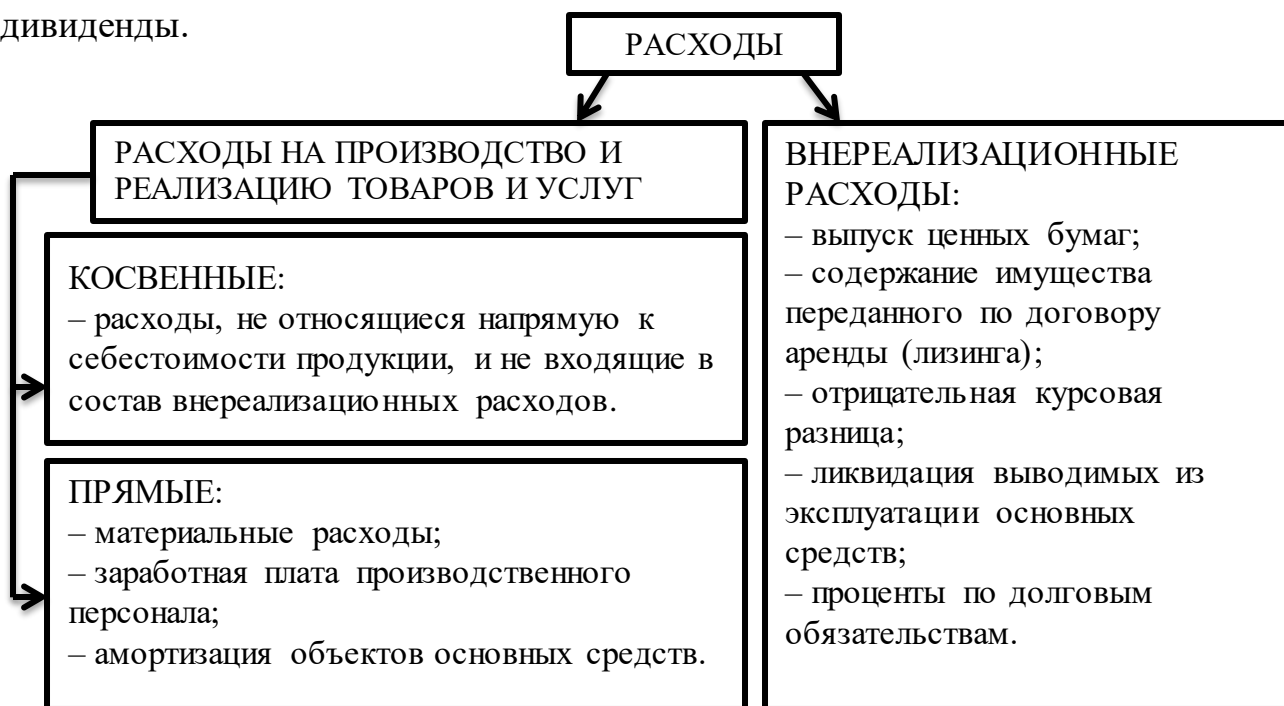 дивиденды.
РАСХОДЫ
РАСХОДЫ НА ПРОИЗВОДСТВО И
РЕАЛИЗАЦИЮ ТОВАРОВ И УСЛУГ
КОСВЕННЫЕ:
– расходы, не относящиеся напрямую к
себестоимости продукции, и не входящие в
состав внереализационных расходов.
ПРЯМЫЕ:
– материальные расходы;
– заработная плата производственного
персонала;
– амортизация объектов основных средств.
ВНЕРЕАЛИЗАЦИОННЫЕ
РАСХОДЫ:
– выпуск ценных бумаг;
– содержание имущества
переданного по договору
аренды (лизинга);
– отрицательная курсовая
разница;
– ликвидация выводимых из
эксплуатации основных
средств;
– проценты по долговым
обязательствам.